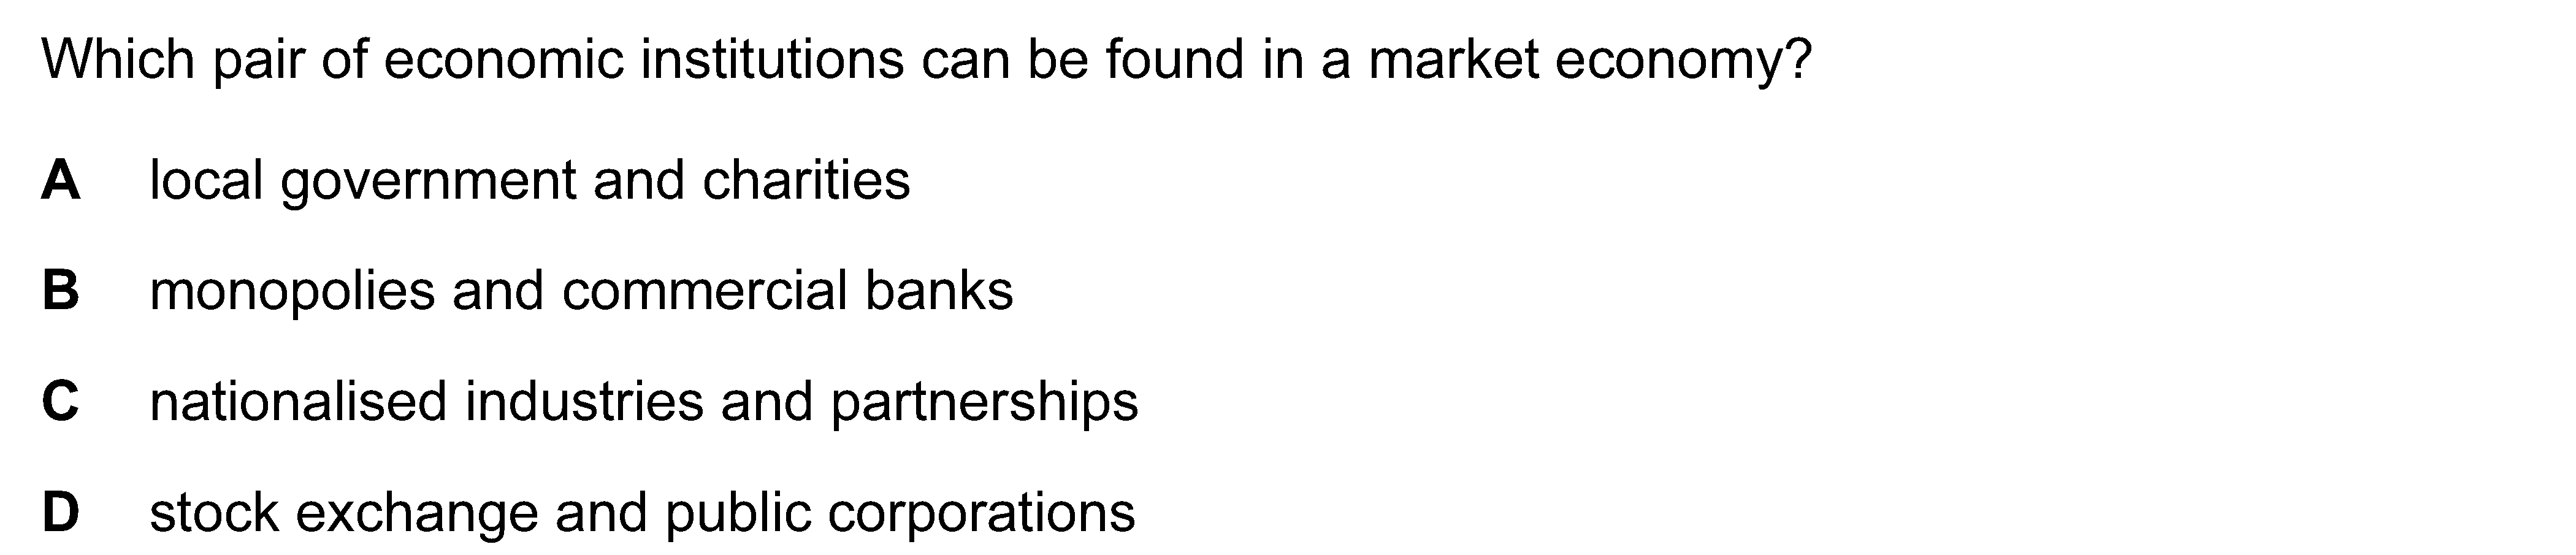 Which pair of economic institutions can be found in a market economy?
A local government and charities
B monopolies and commercial banks
C nationalised industries and partnerships
D stock exchange and public corporations